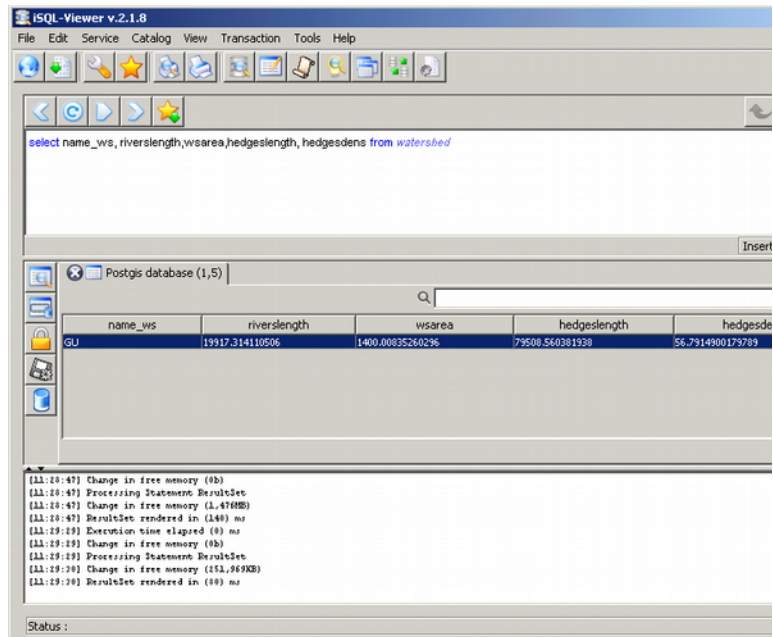 iSQL-Viewer v.2.1.8
File Edit Service Catalog View Transaction Tools Help
select name_ws, riverslength,wsarea,hedgeslength, hedgesdens from watershed
Insert
Postgis database (1,5)
name_ws riverslength wsarea hedgeslength hedgesde
GU 19917.314110506 1400.00835260296 79508.560381938 56.7914900179789
[11:28:47] Change in free memory (0b)
[11:28:47] Processing Statement ResultSet
[11:28:47] Change in free memory (1,476MB)
[11:28:47] ResultSet rendered in (140) ms
[11:29:29] Execution time elapsed (0) ms
[11:29:29] Change in free memory (0b)
[11:29:29] Processing Statement ResultSet
[11:29:30] Change in free memory (251,969KB)
[11:29:30] ResultSet rendered in (80) ms
Status :